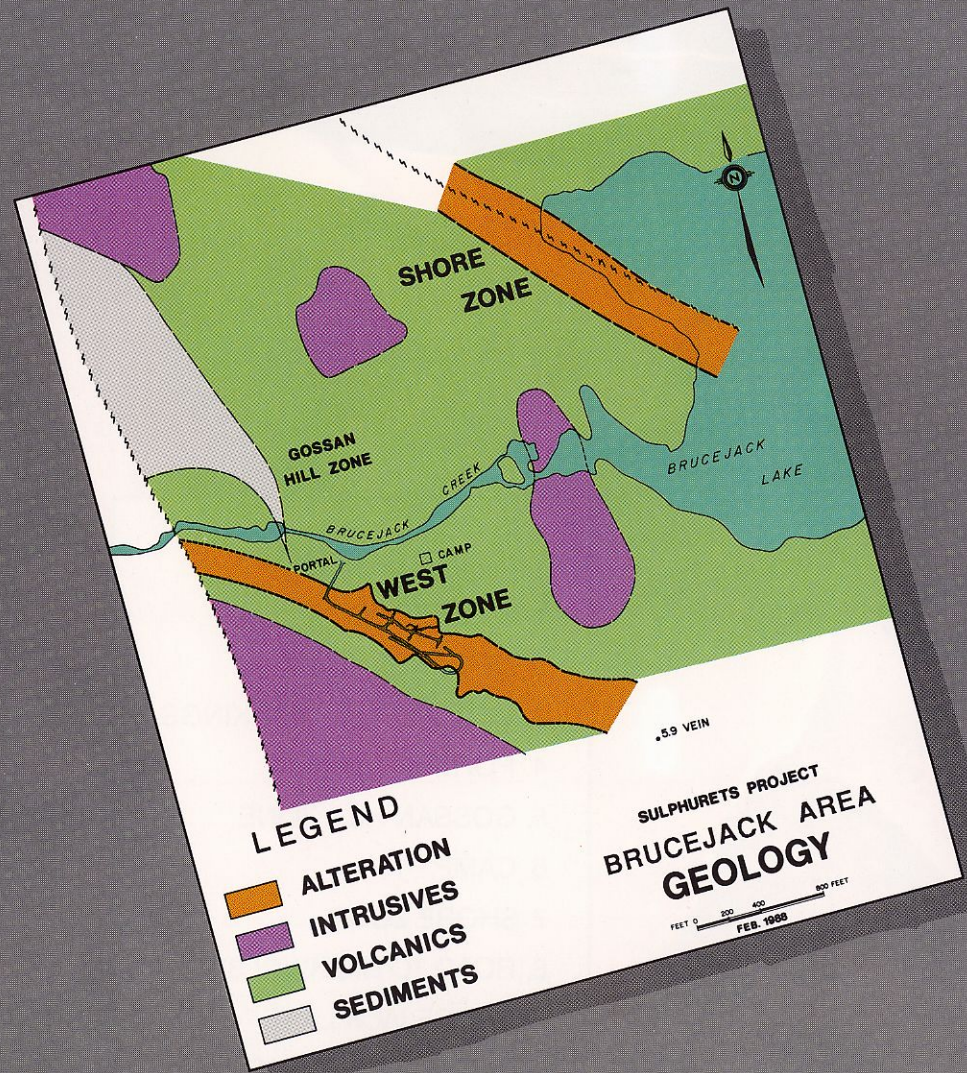 N
SHORE
ZONE
GOSSAN
HILL ZONE
BRUCEJACK CREEK
BRUCEJACK
LAKE
PORTAL
CAMP
WEST
ZONE
5.9 VEIN
SULPHURETS PROJECT
BRUCEJACK AREA
GEOLOGY
FEET 0 200 400 800 FEET
FEB. 1988
LEGEND
ALTERATION
INTRUSIVES
VOLCANICS
SEDIMENTS